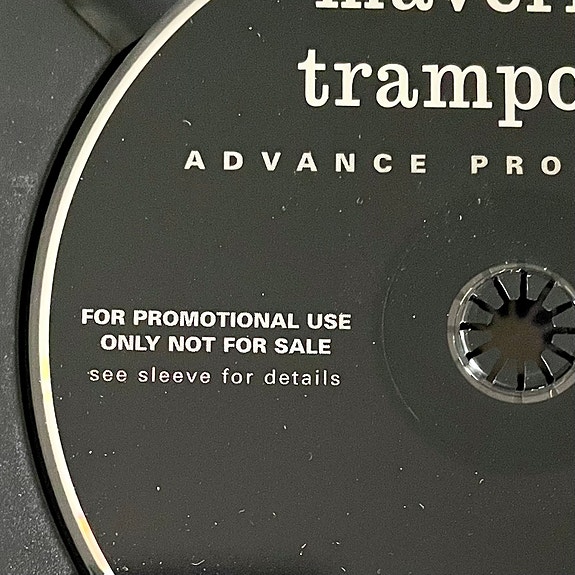 trampo
ADVANCE PRO
FOR PROMOTIONAL USE
ONLY NOT FOR SALE
see sleeve for details